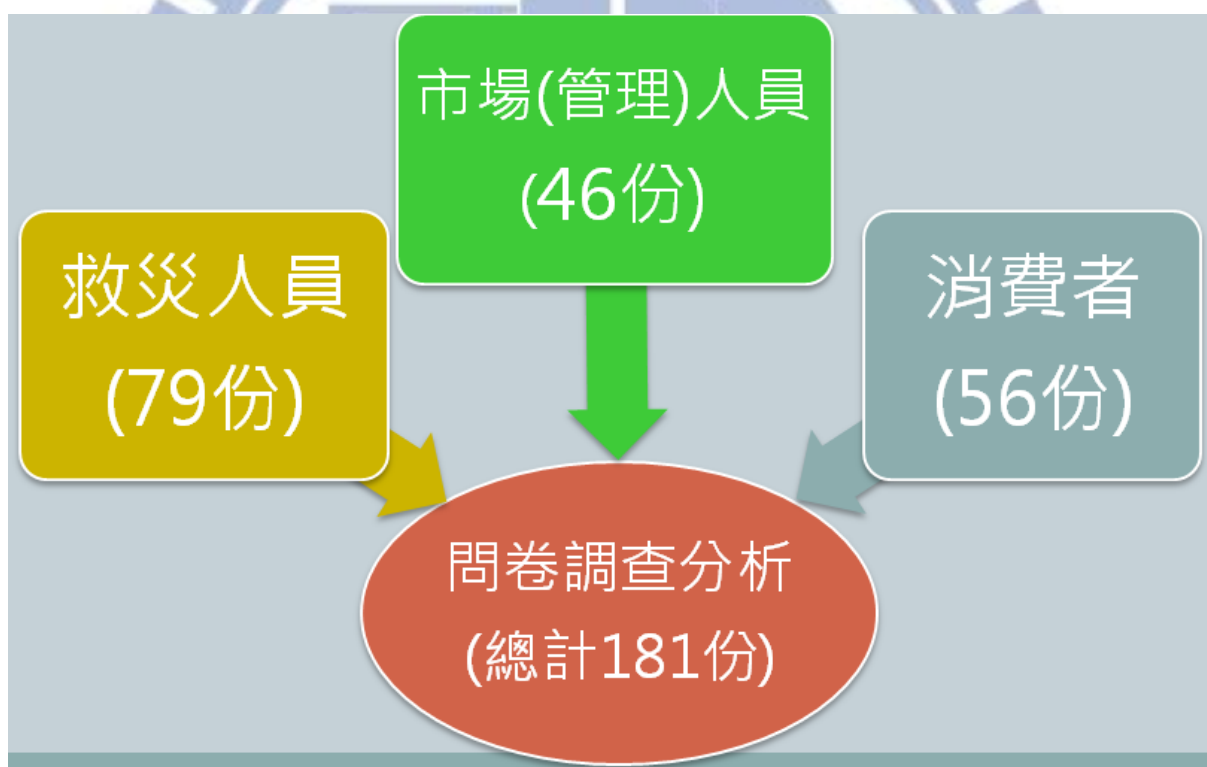 市場(管理)人員
(46份)
救災人員
(79份)
消費者
(56份)
問卷調查分析
(總計181份)